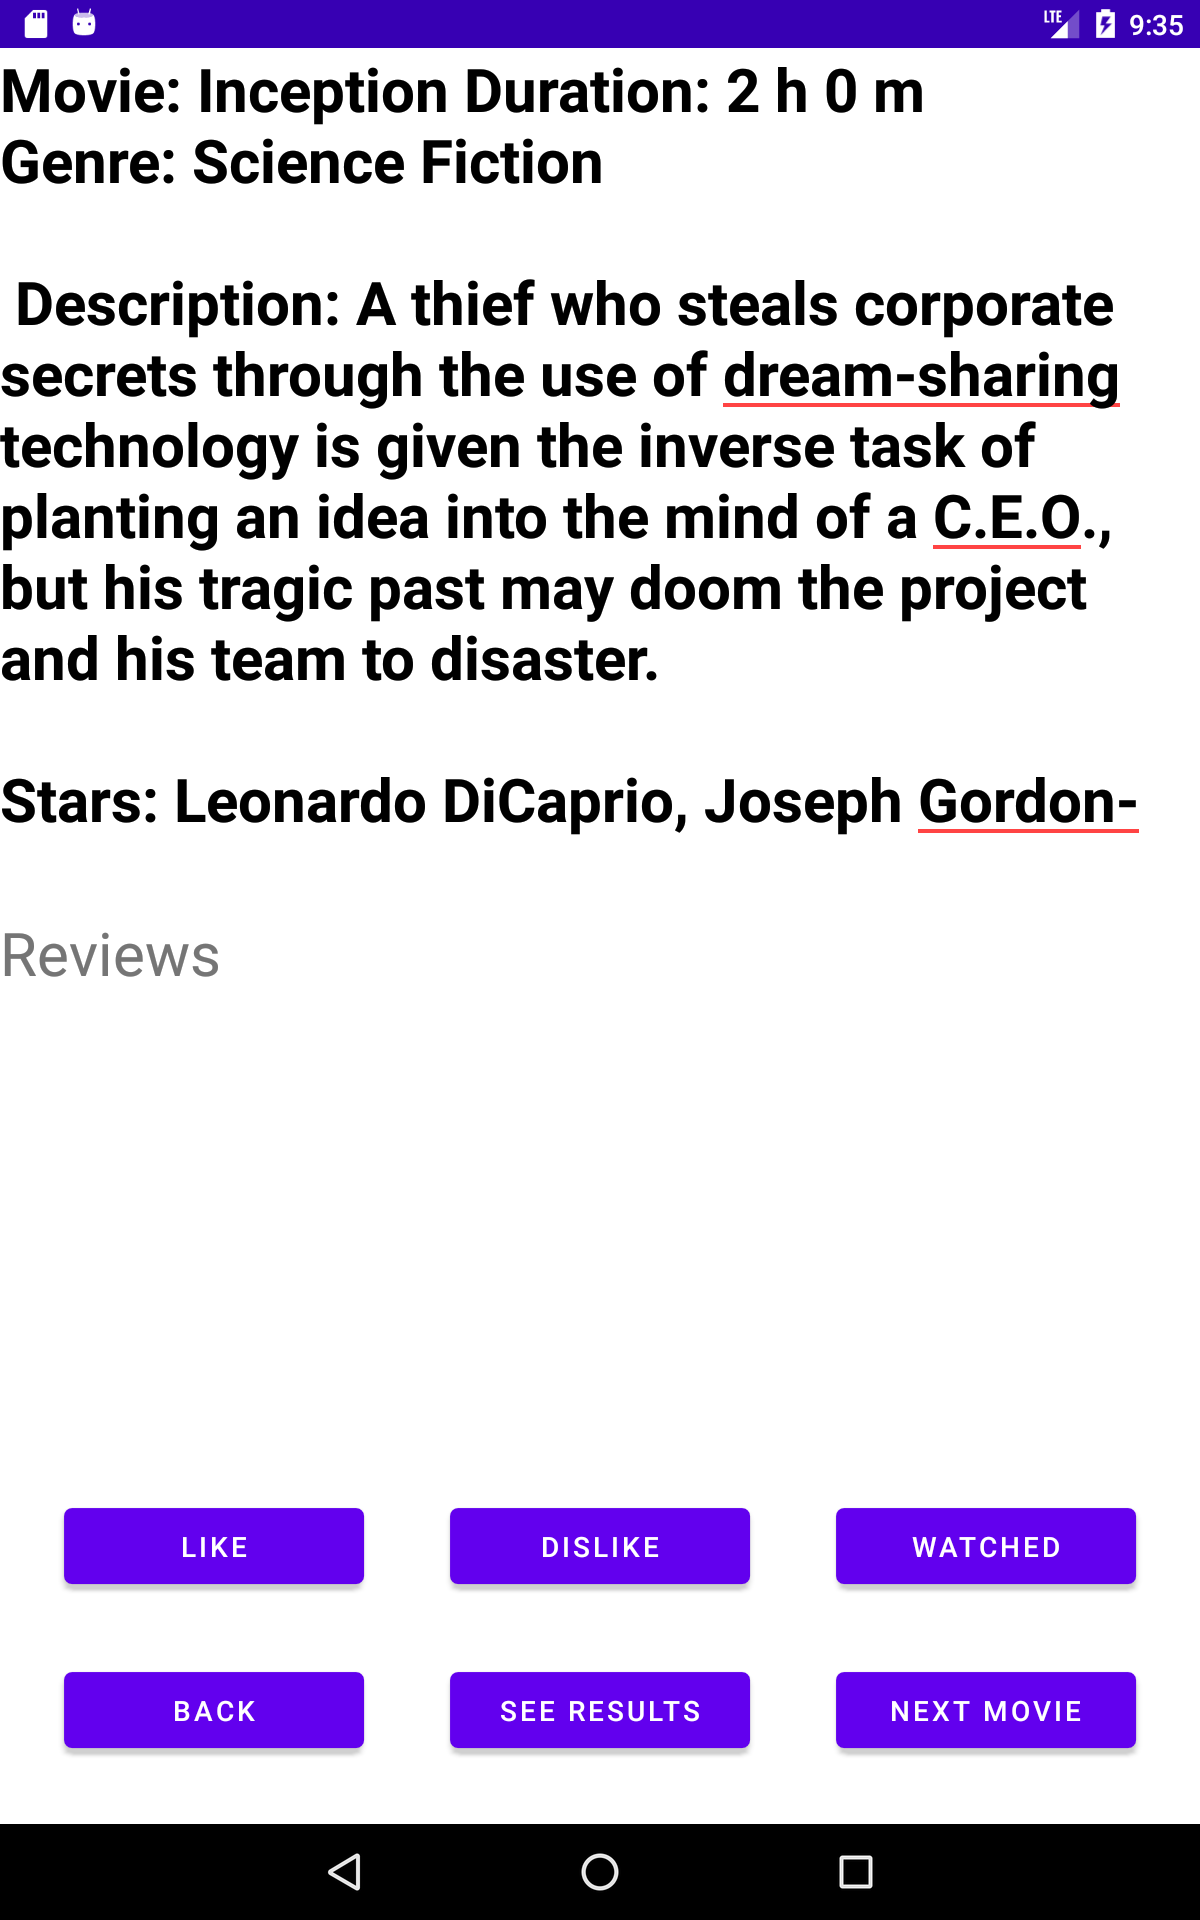 LTE 9:35
Movie: Inception Duration: 2 h 0 m
Genre: Science Fiction
Description: A thief who steals corporate
secrets through the use of dream-sharing
technology is given the inverse task of
planting an idea into the mind of a C.E.O.,
but his tragic past may doom the project
and his team to disaster.
Stars: Leonardo DiCaprio, Joseph Gordon-
Reviews
LIKE DISLIKE WATCHED
BACK SEE RESULTS NEXT MOVIE